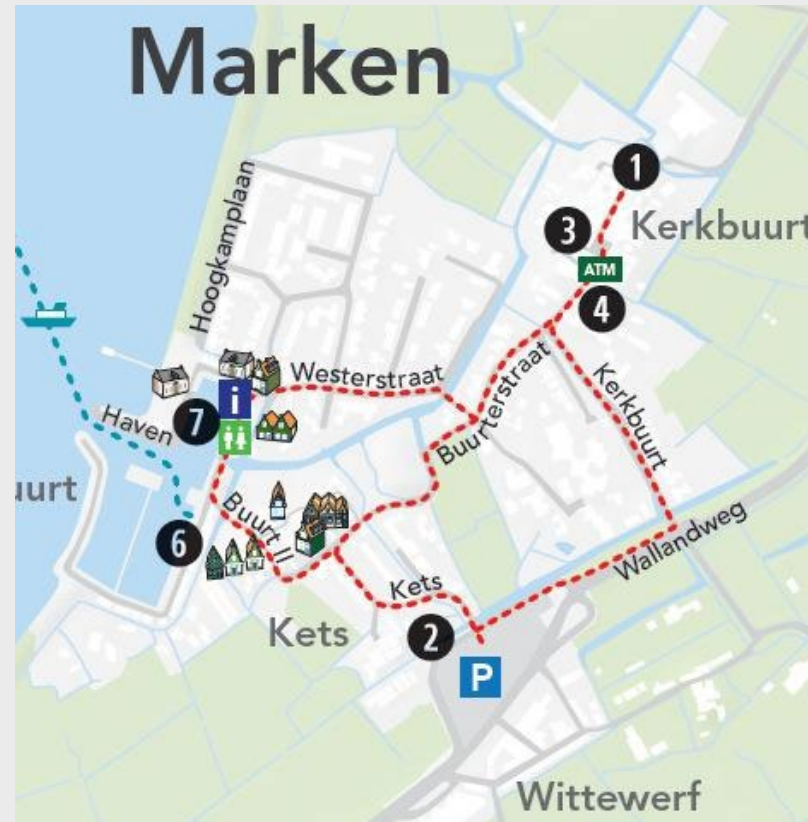 Marken
Hoogkamplaan
1
3
Kerkbuurt
ATM
4
Westerstraat
i
7
Haven
Buurterstraat
Kerkbuurt
uurt
Buurt II
6
Wallandweg
Kets
Kets
2
P
Wittewerf